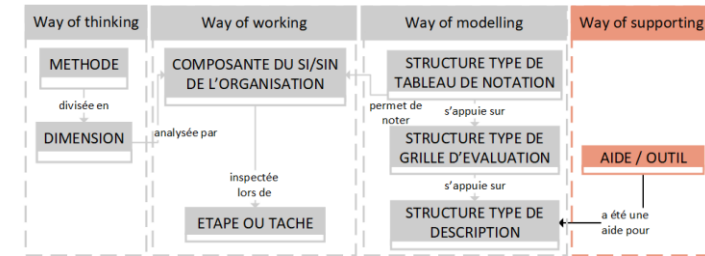 Way of thinking
Way of working
Way of modelling
Way of supporting
METHODE
divisée en
DIMENSION
analysée par
COMPOSANTE DU SI/SIN
DE L'ORGANISATION
inspectée
lors de
ETAPE OU TACHE
STRUCTURE TYPE DE
TABLEAU DE NOTATION
permet de
noter
s'appuie sur
STRUCTURE TYPE DE
GRILLE D'EVALUATION
s'appuie sur
STRUCTURE TYPE DE
DESCRIPTION
AIDE / OUTIL
a été une
aide pour